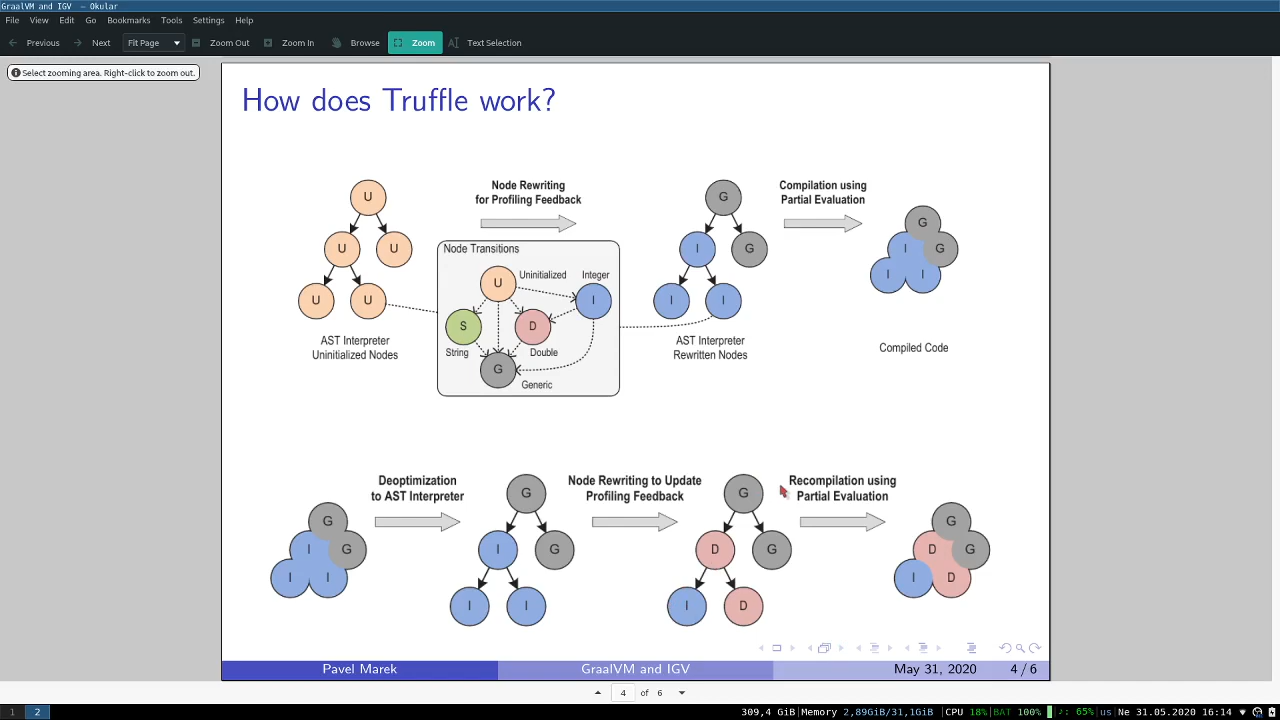 GraalVM and IGV – Okular
File View Edit Go Bookmarks Tools Settings Help
Previous Next Fit Page Zoom Out Zoom In Browse Zoom Text Selection
Select zooming area. Right-click to zoom out.
How does Truffle work?
Node Rewriting
for Profiling Feedback
Compilation using
Partial Evaluation
U
U U
U U
AST Interpreter
Uninitialized Nodes
Node Transitions
U Uninitialized
Integer
I
S
String
D
Double
G
Generic
G
I G
I I
AST Interpreter
Rewritten Nodes
G
I G
I I
Compiled Code
Deoptimization
to AST Interpreter
Node Rewriting to Update
Profiling Feedback
Recompilation using
Partial Evaluation
G
I G
I I
G
I G
I I
G
D G
I D
G
D G
I D
Pavel Marek GraalVM and IGV May 31, 2020 4 / 6
4 of 6
1 2 309,4 GiB|Memory 2,89GiB/31,1GiB|CPU 18%|BAT 100% ♪: 65%|us|Ne 31.05.2020 16:14